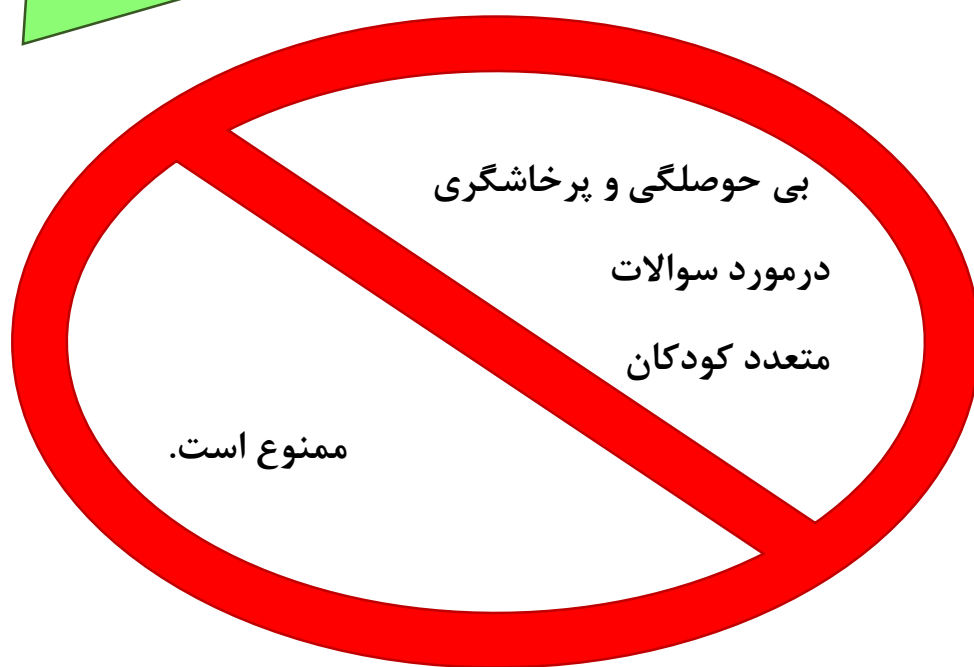 بی حوصلگی و پرخاشگری
درمورد سوالات
متعدد کودکان
ممنوع است.